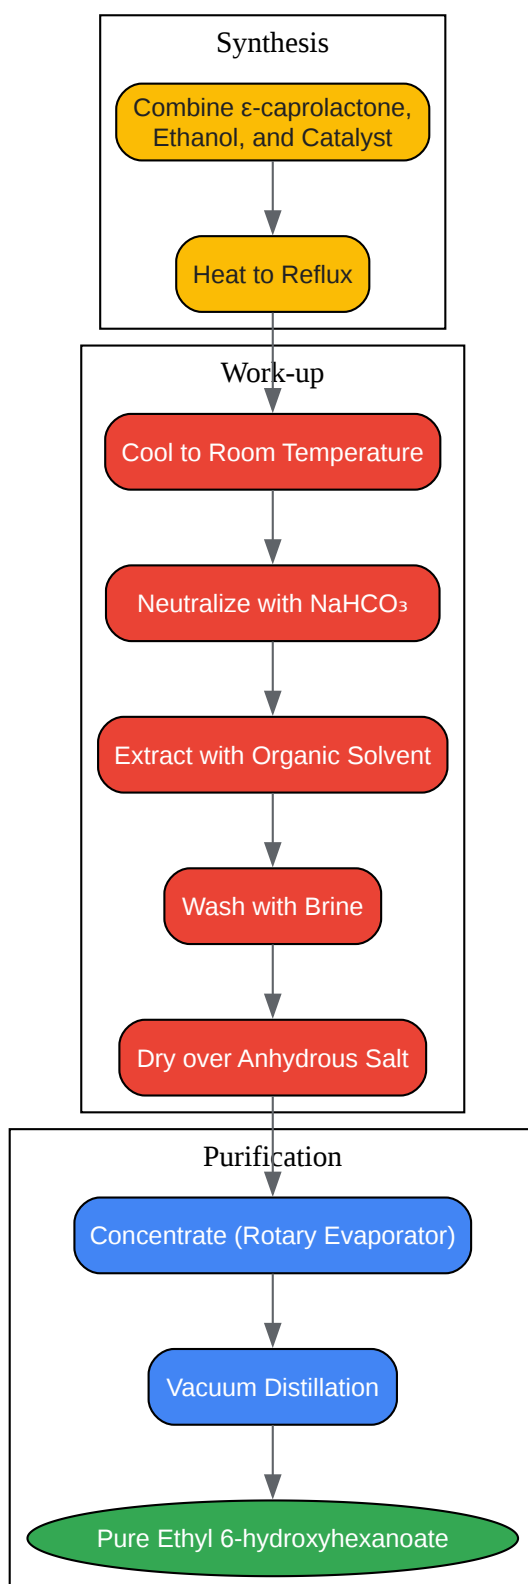 Synthesis
Combine ε-caprolactone,
Ethanol, and Catalyst
Heat to Reflux
Work-up
Cool to Room Temperature
Neutralize with NaHCO₃
Extract with Organic Solvent
Wash with Brine
Dry over Anhydrous Salt
Purification
Concentrate (Rotary Evaporator)
Vacuum Distillation
Pure Ethyl 6-hydroxyhexanoate